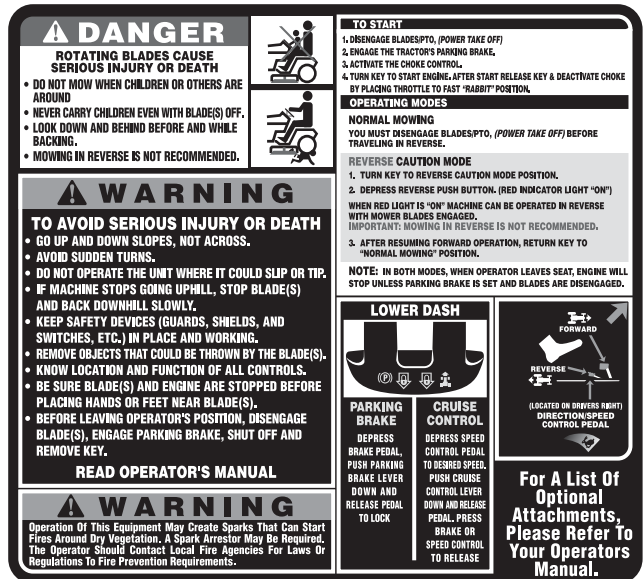 DANGER
ROTATING BLADES CAUSE
SERIOUS INJURY OR DEATH
• DO NOT MOW WHEN CHILDREN OR OTHERS ARE
AROUND
• NEVER CARRY CHILDREN EVEN WITH BLADE(S) OFF.
• LOOK DOWN AND BEHIND BEFORE AND WHILE
BACKING.
• MOWING IN REVERSE IS NOT RECOMMENDED.
WARNING
TO AVOID SERIOUS INJURY OR DEATH
• GO UP AND DOWN SLOPES, NOT ACROSS.
• AVOID SUDDEN TURNS.
• DO NOT OPERATE THE UNIT WHERE IT COULD SLIP OR TIP.
• IF MACHINE STOPS GOING UPHILL, STOP BLADE(S)
AND BACK DOWNHILL SLOWLY.
• KEEP SAFETY DEVICES (GUARDS, SHIELDS, AND
SWITCHES, ETC.) IN PLACE AND WORKING.
• REMOVE OBJECTS THAT COULD BE THROWN BY THE BLADE(S).
• KNOW LOCATION AND FUNCTION OF ALL CONTROLS.
• BE SURE BLADE(S) AND ENGINE ARE STOPPED BEFORE
PLACING HANDS OR FEET NEAR BLADE(S).
• BEFORE LEAVING OPERATOR'S POSITION, DISENGAGE
BLADE(S), ENGAGE PARKING BRAKE, SHUT OFF AND
REMOVE KEY.
READ OPERATOR'S MANUAL
WARNING
Operation Of This Equipment May Create Sparks That Can Start
Fires Around Dry Vegetation. A Spark Arrestor May Be Required.
The Operator Should Contact Local Fire Agencies For Laws Or
Regulations To Fire Prevention Requirements.
TO START
1. DISENGAGE BLADES/PTO, (POWER TAKE OFF)
2. ENGAGE THE TRACTOR'S PARKING BRAKE.
3. ACTIVATE THE CHOKE CONTROL.
4. TURN KEY TO START ENGINE. AFTER START RELEASE KEY & DEACTIVATE CHOKE
BY PLACING THROTTLE TO FAST "RABBIT" POSITION.
OPERATING MODES
NORMAL MOWING
YOU MUST DISENGAGE BLADES/PTO, (POWER TAKE OFF) BEFORE
TRAVELING IN REVERSE.
REVERSE CAUTION MODE
1. TURN KEY TO REVERSE CAUTION MODE POSITION.
2. DEPRESS REVERSE PUSH BUTTON. (RED INDICATOR LIGHT "ON")
WHEN RED LIGHT IS "ON" MACHINE CAN BE OPERATED IN REVERSE
WITH MOWER BLADES ENGAGED.
IMPORTANT: MOWING IN REVERSE IS NOT RECOMMENDED.
3. AFTER RESUMING FORWARD OPERATION, RETURN KEY TO
"NORMAL MOWING" POSITION.
NOTE: IN BOTH MODES, WHEN OPERATOR LEAVES SEAT, ENGINE WILL
STOP UNLESS PARKING BRAKE IS SET AND BLADES ARE DISENGAGED.
LOWER DASH
(P)
PARKING
BRAKE
DEPRESS
BRAKE PEDAL,
PUSH PARKING
BRAKE LEVER
DOWN AND
RELEASE PEDAL
TO LOCK
CRUISE
CONTROL
DEPRESS SPEED
CONTROL PEDAL
TO DESIRED SPEED.
PUSH CRUISE
CONTROL LEVER
DOWN AND RELEASE
PEDAL. PRESS
BRAKE OR
SPEED CONTROL
TO RELEASE
FORWARD
REVERSE
(LOCATED ON DRIVERS RIGHT)
DIRECTION/SPEED
CONTROL PEDAL
For A List Of
Optional
Attachments,
Please Refer To
Your Operators
Manual.